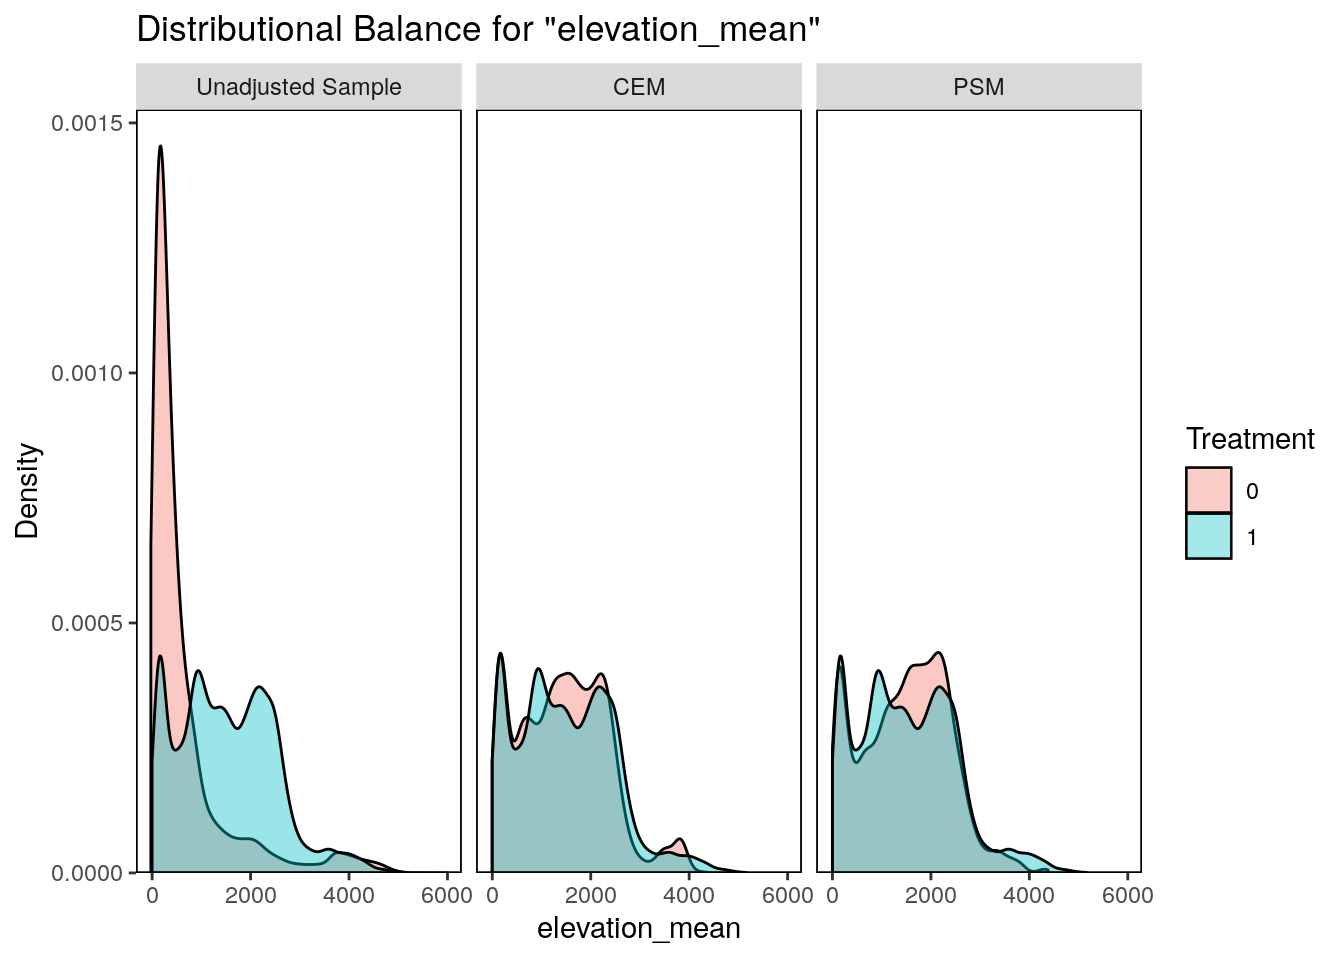 Distributional Balance for "elevation_mean"
Unadjusted Sample
CEM
PSM
0.0015
0.0010
0.0005
0.0000
Density
0 2000 4000 6000
0 2000 4000 6000
0 2000 4000 6000
elevation_mean
Treatment
0
1